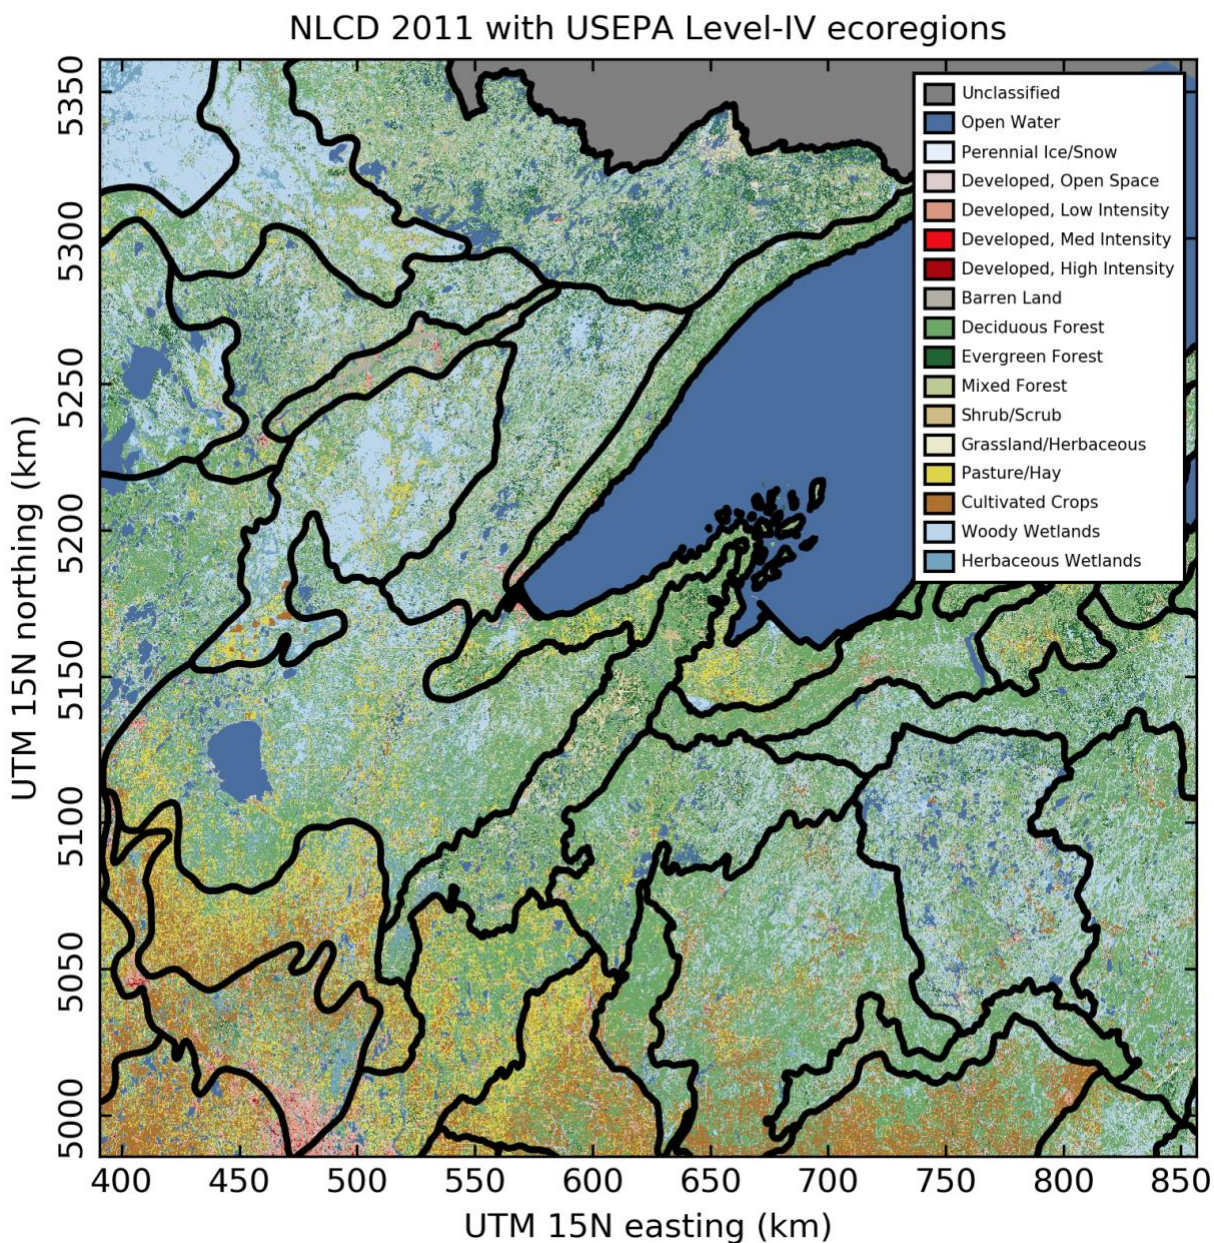 NLCD 2011 with USEPA Level-IV ecoregions
Unclassified
Open Water
Perennial Ice/Snow
Developed, Open Space
Developed, Low Intensity
Developed, Med Intensity
Developed, High Intensity
Barren Land
Deciduous Forest
Evergreen Forest
Mixed Forest
Shrub/Scrub
Grassland/Herbaceous
Pasture/Hay
Cultivated Crops
Woody Wetlands
Herbaceous Wetlands
UTM 15N northing (km)
5350
5300
5250
5200
5150
5100
5050
5000
400 450 500 550 600 650 700 750 800 850
UTM 15N easting (km)